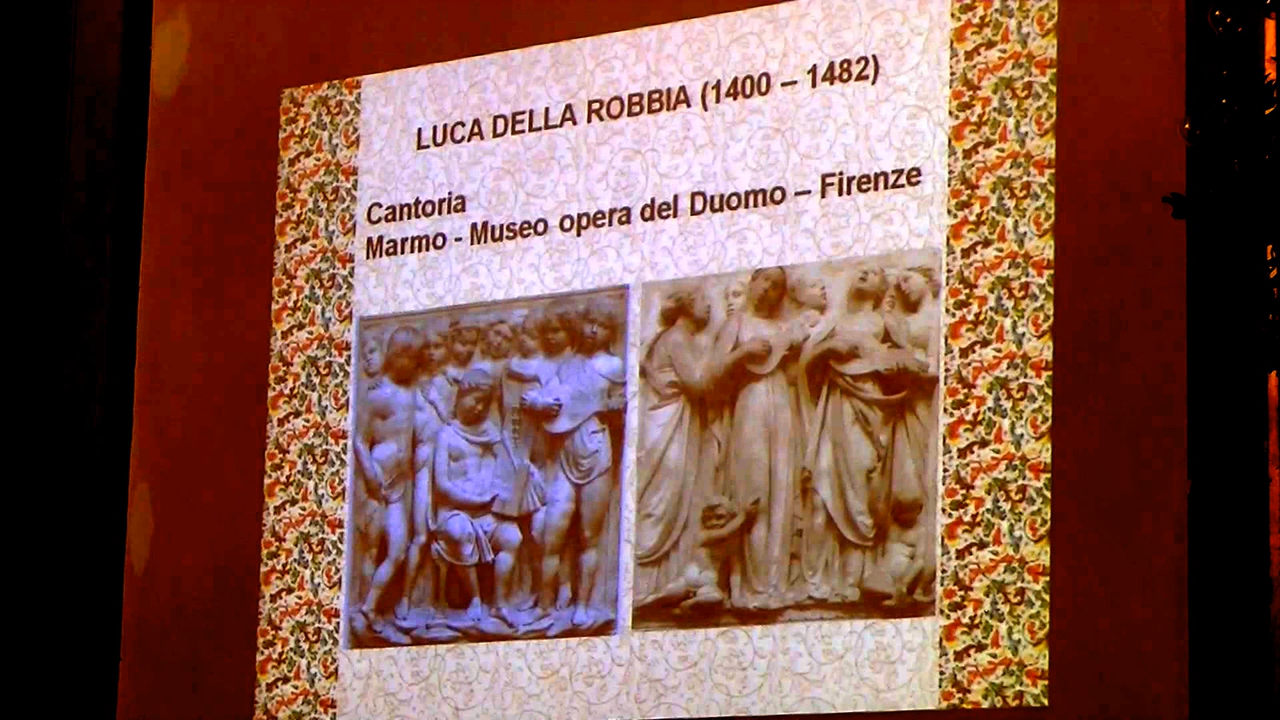 LUCA DELLA ROBBIA (1400 – 1482)
Cantoria
Marmo - Museo opera del Duomo – Firenze